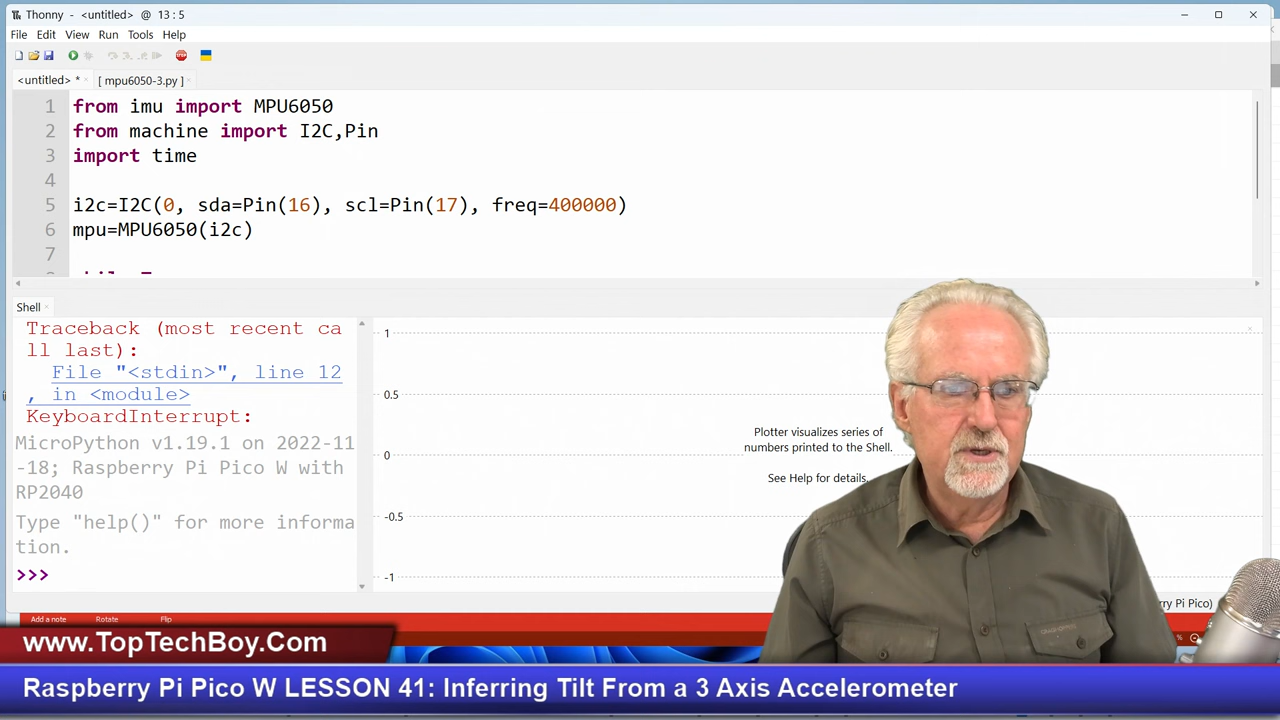 Thonny - <untitled> @ 13 : 5
File Edit View Run Tools Help
STOP
<untitled> * [ mpu6050-3.py ]
1 from imu import MPU6050
2 from machine import I2C,Pin
3 import time
4
5 i2c=I2C(0, sda=Pin(16), scl=Pin(17), freq=400000)
6 mpu=MPU6050(i2c)
7
Shell
Traceback (most recent ca
ll last):
File "<stdin>", line 12
, in <module>
KeyboardInterrupt:
MicroPython v1.19.1 on 2022-11
-18; Raspberry Pi Pico W with
RP2040
Type "help()" for more informa
tion.
>>>
1
0.5
0
-0.5
-1
Plotter visualizes series of
numbers printed to the Shell.
See Help for details.
ry Pi Pico)
Add a note Rotate Flip
%
www.TopTechBoy.Com
Raspberry Pi Pico W LESSON 41: Inferring Tilt From a 3 Axis Accelerometer